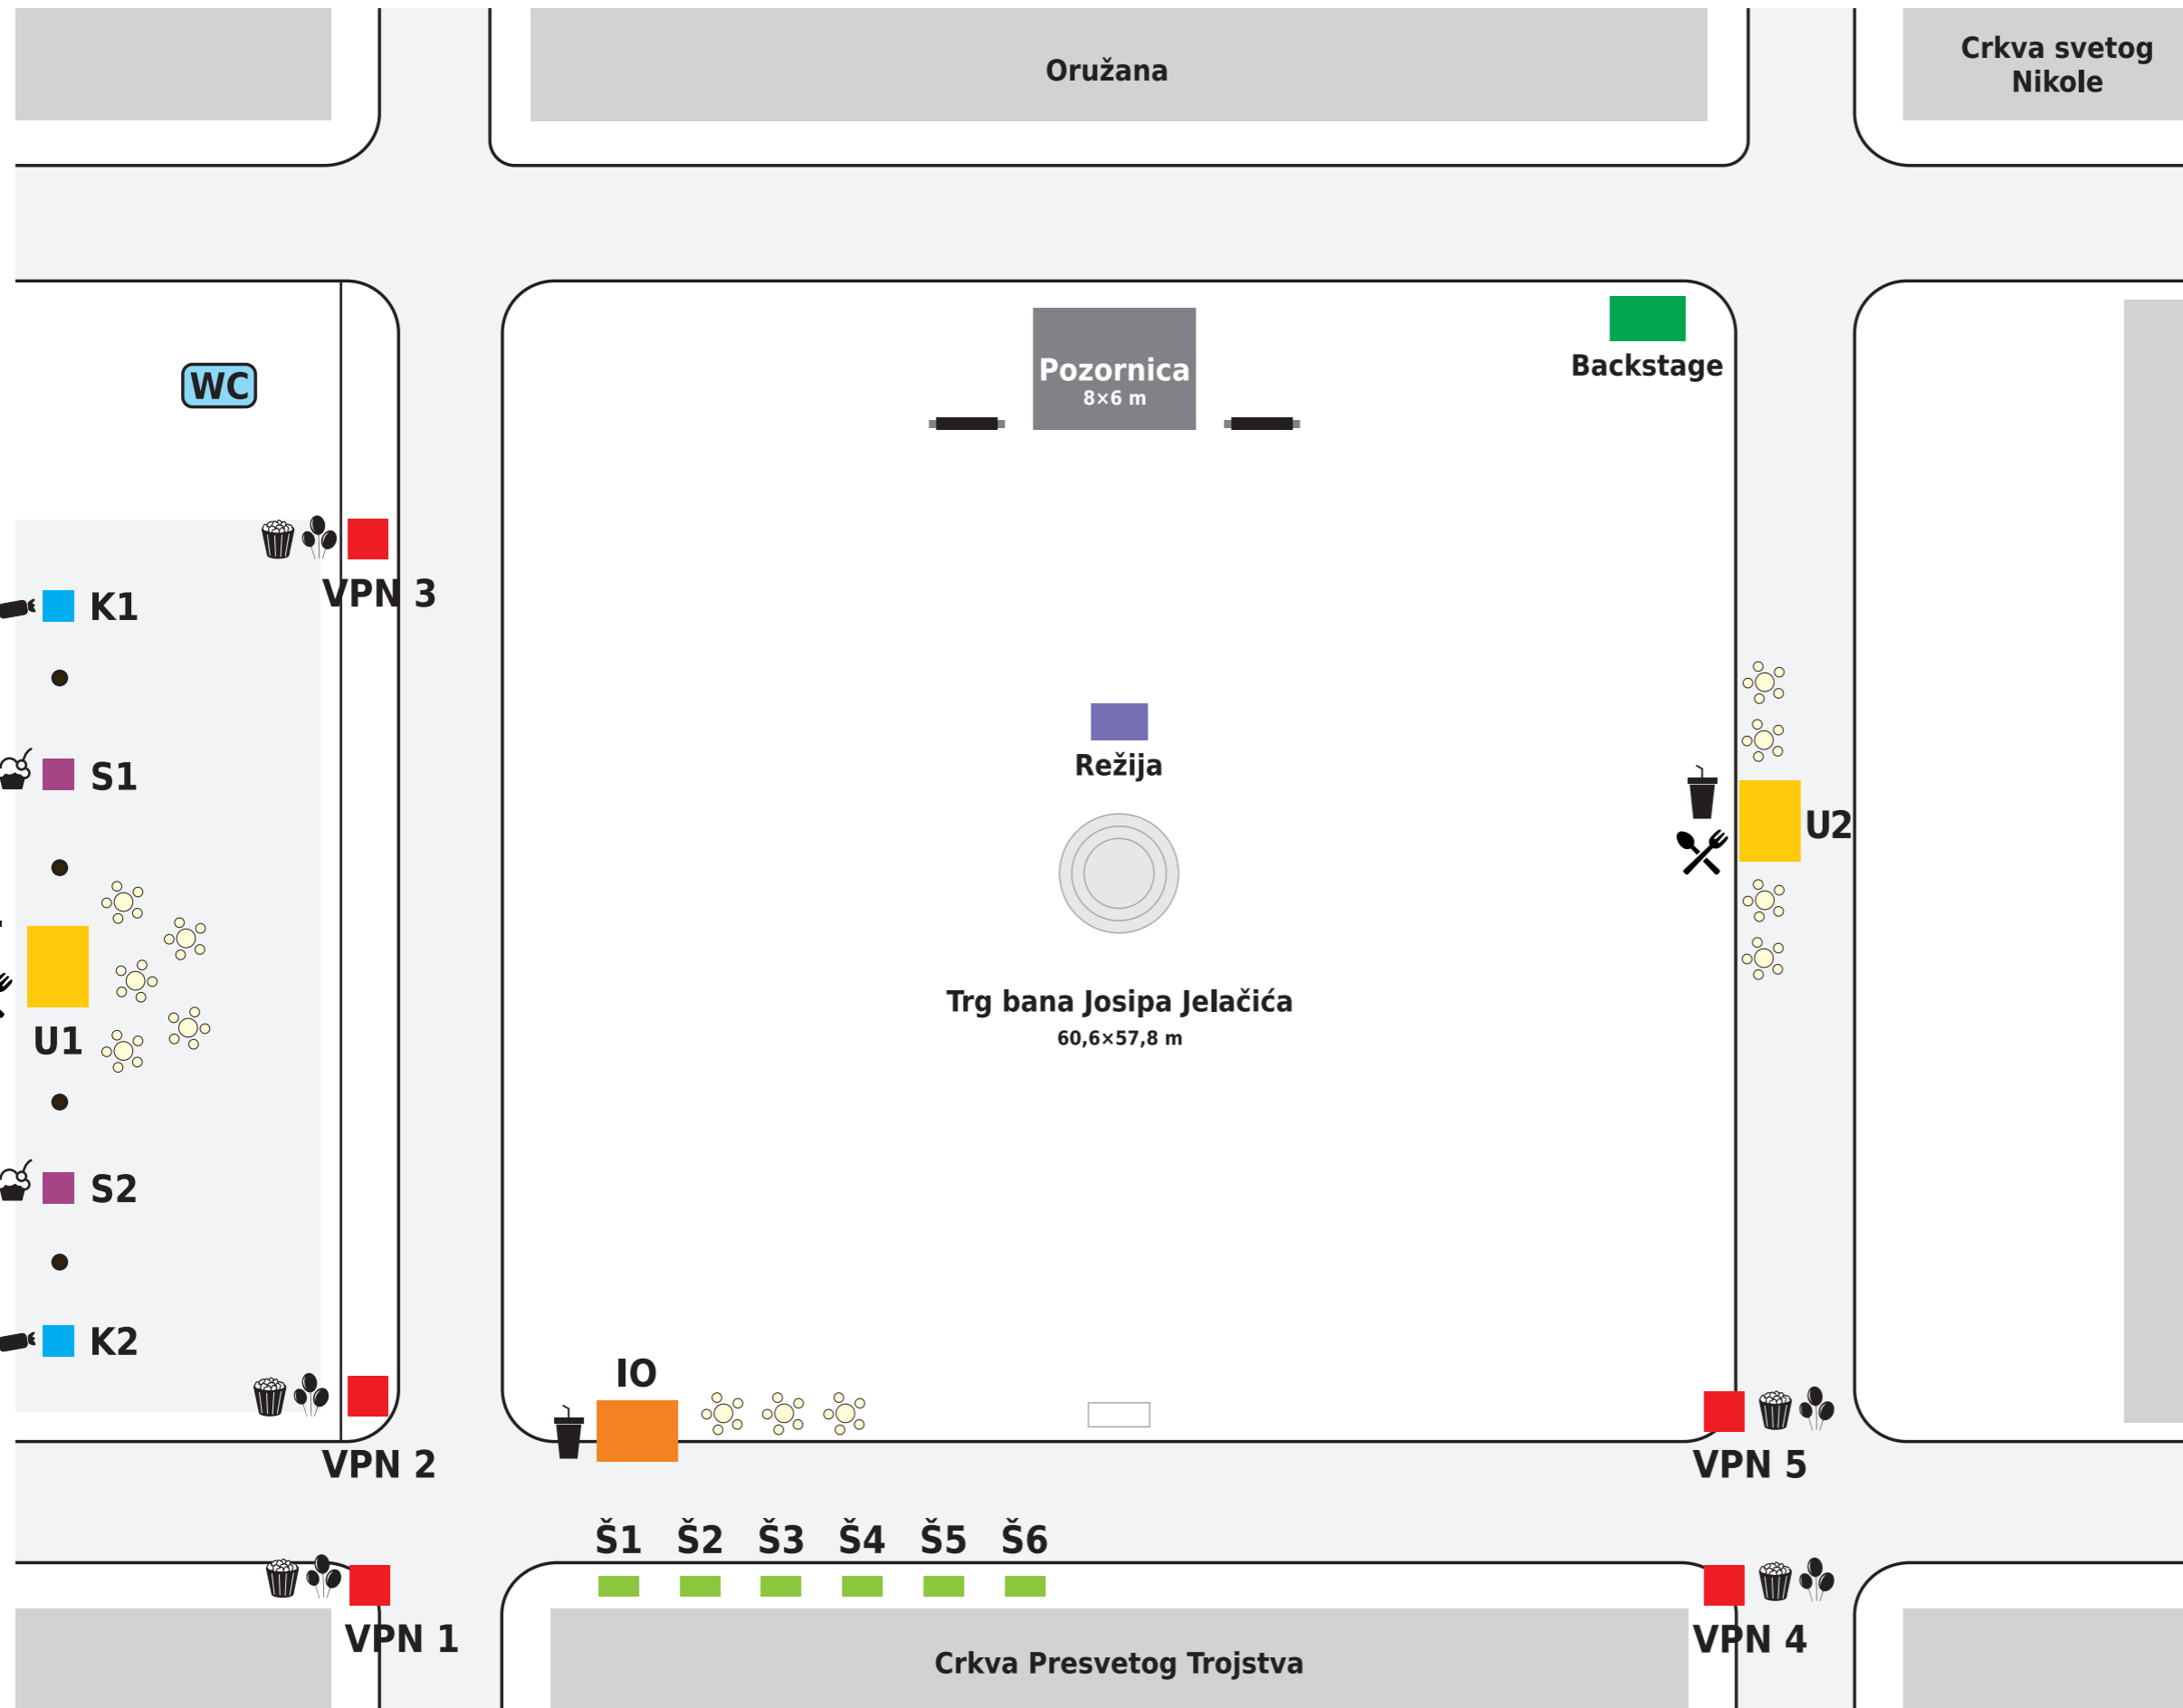 Oružana
Crkva svetog
Nikole
Pozornica
8×6 m
Backstage
WC
VPN 3
K1
S1
Režija
U2
Trg bana Josipa Jelačića
60,6×57,8 m
U1
S2
K2
IO
VPN 2
VPN 5
Š1 Š2 Š3 Š4 Š5 Š6
VPN 1
VPN 4
Crkva Presvetog Trojstva